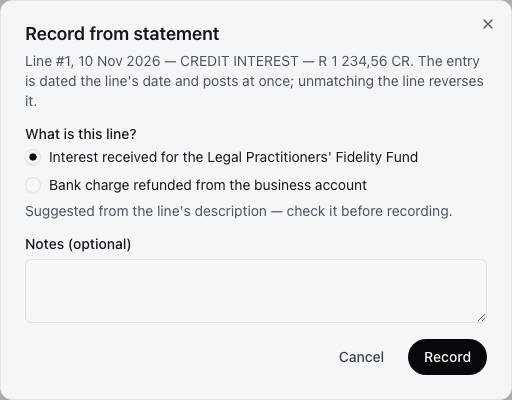 Record from statement
Line #1, 10 Nov 2026 — CREDIT INTEREST — R 1 234,56 CR. The entry
is dated the line's date and posts at once; unmatching the line reverses
it.
What is this line?
Interest received for the Legal Practitioners' Fidelity Fund
Bank charge refunded from the business account
Suggested from the line's description — check it before recording.
Notes (optional)
Cancel
Record